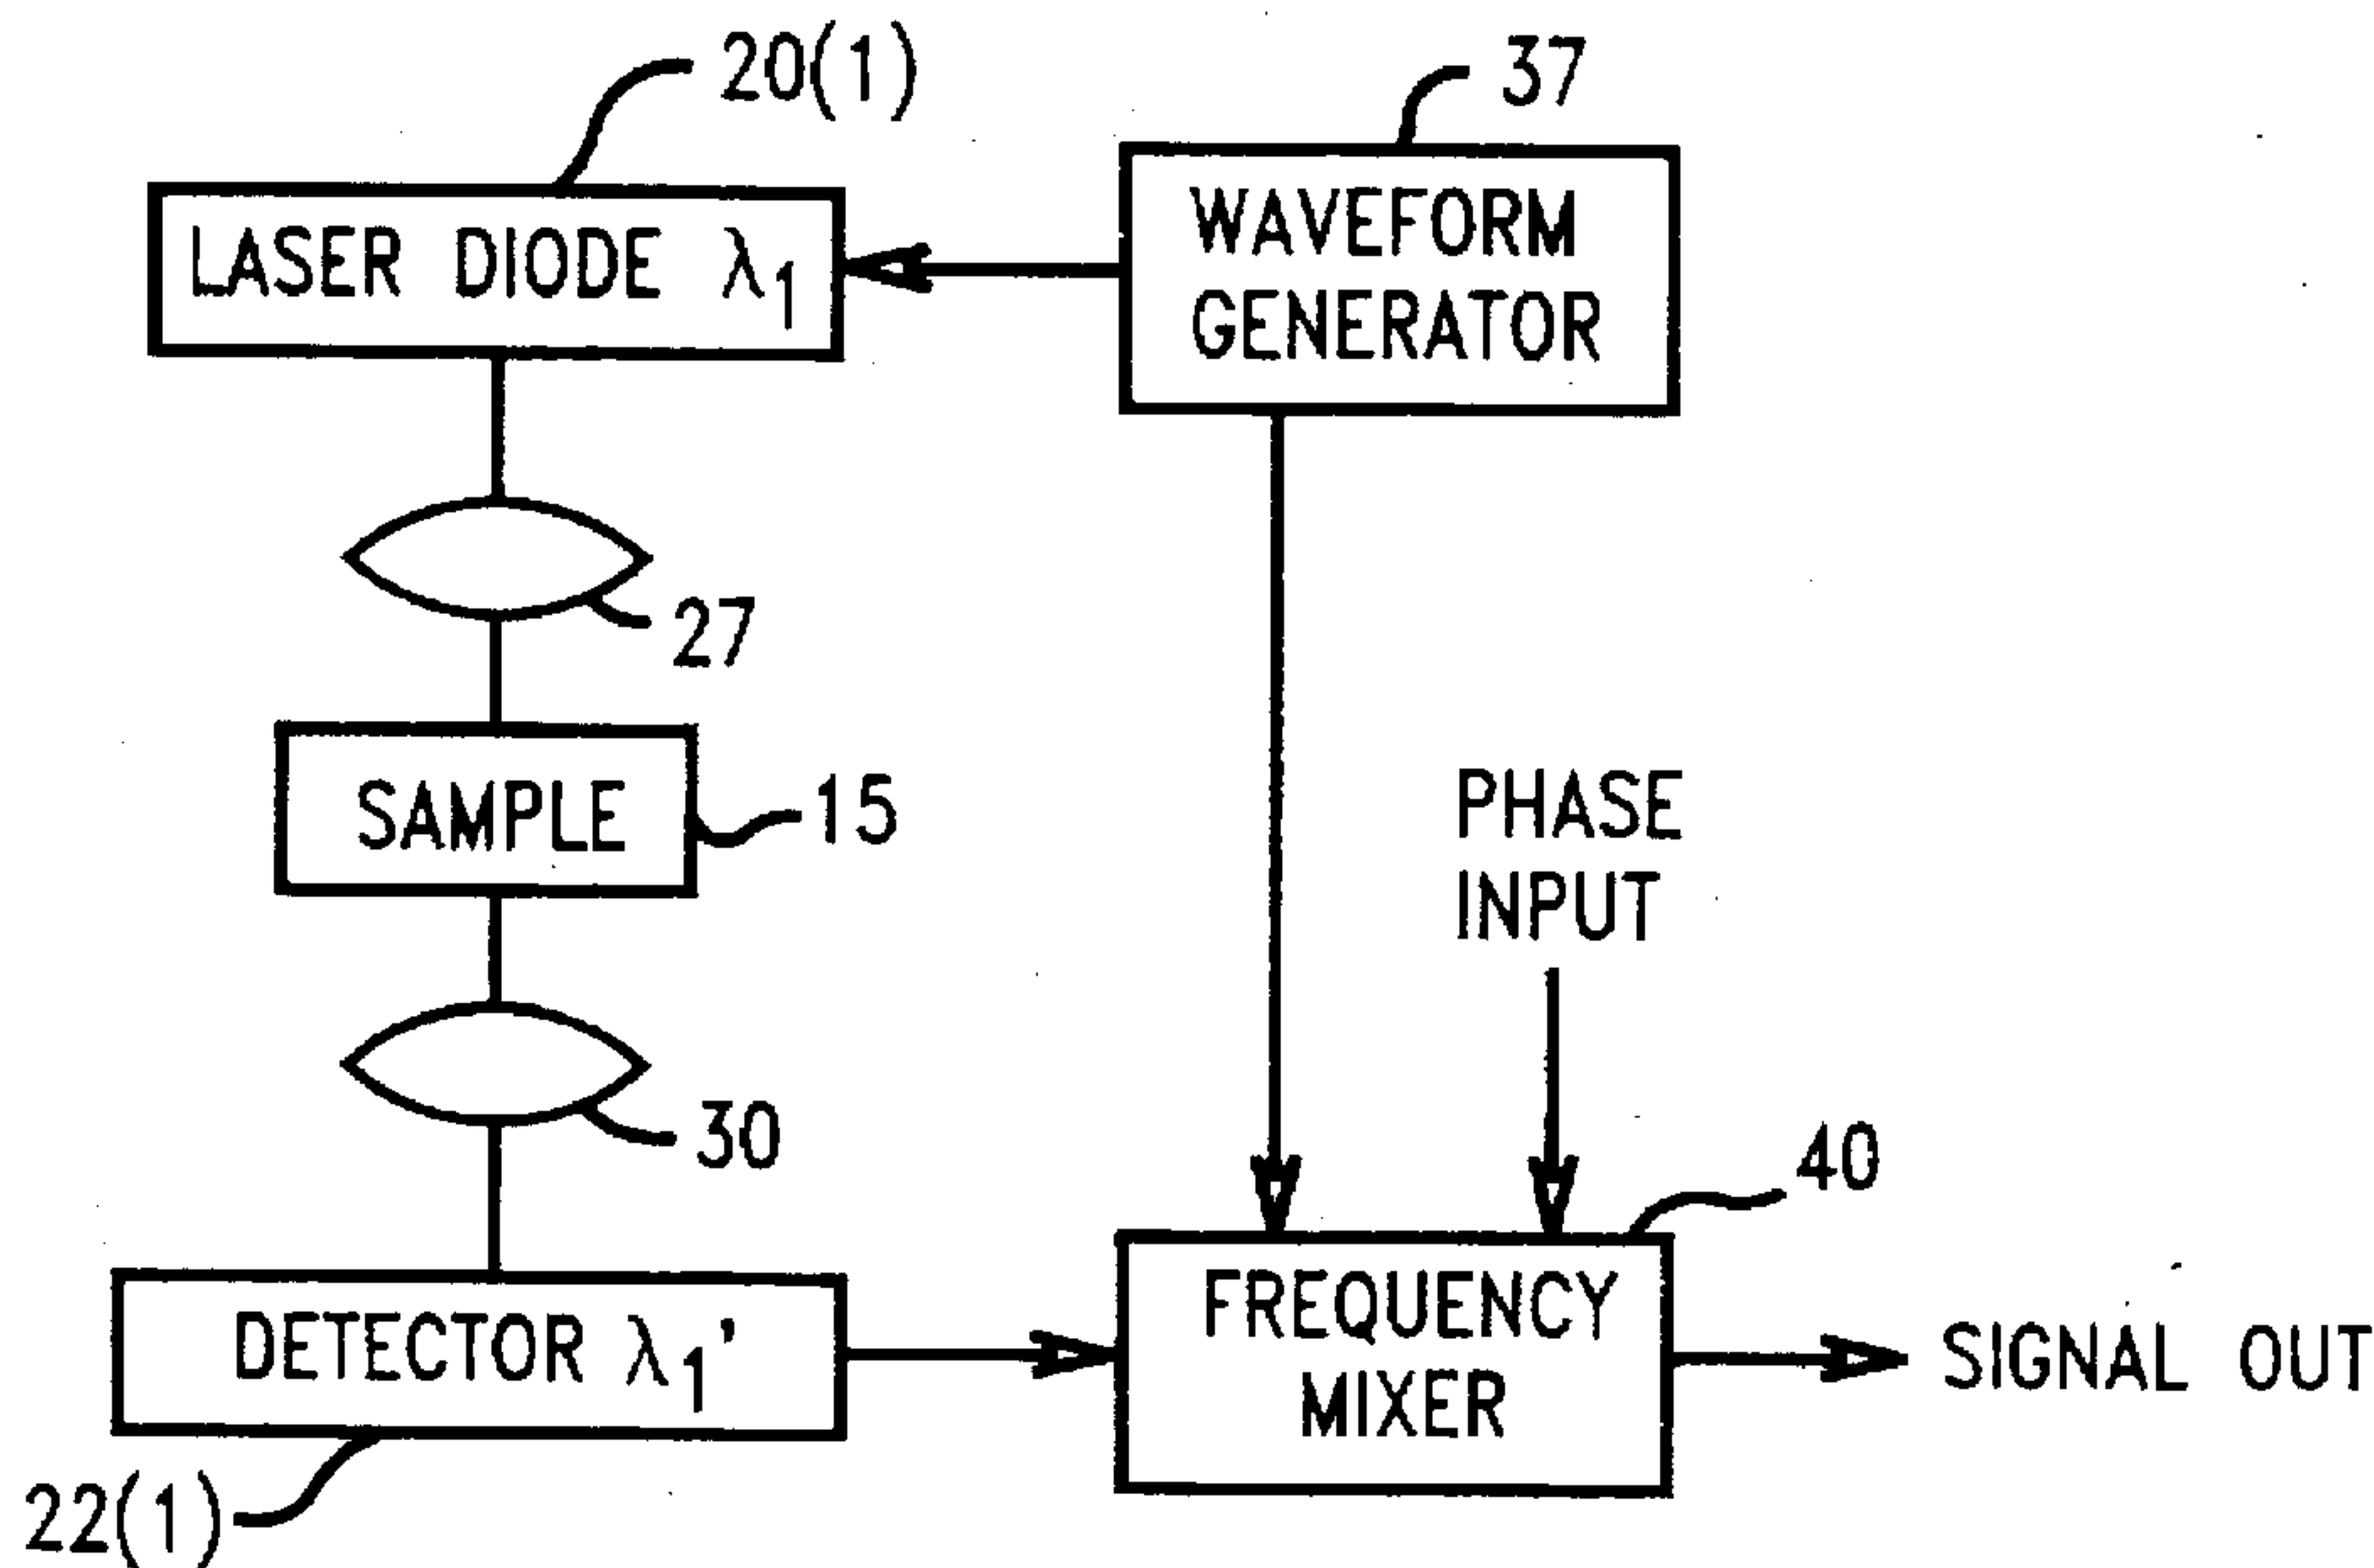 20(1)
37
LASER DIODE λ1
WAVEFORM
GENERATOR
27
SAMPLE
15
PHASE
INPUT
30
40
DETECTOR λ1'
FREQUENCY
MIXER
SIGNAL OUT
22(1)